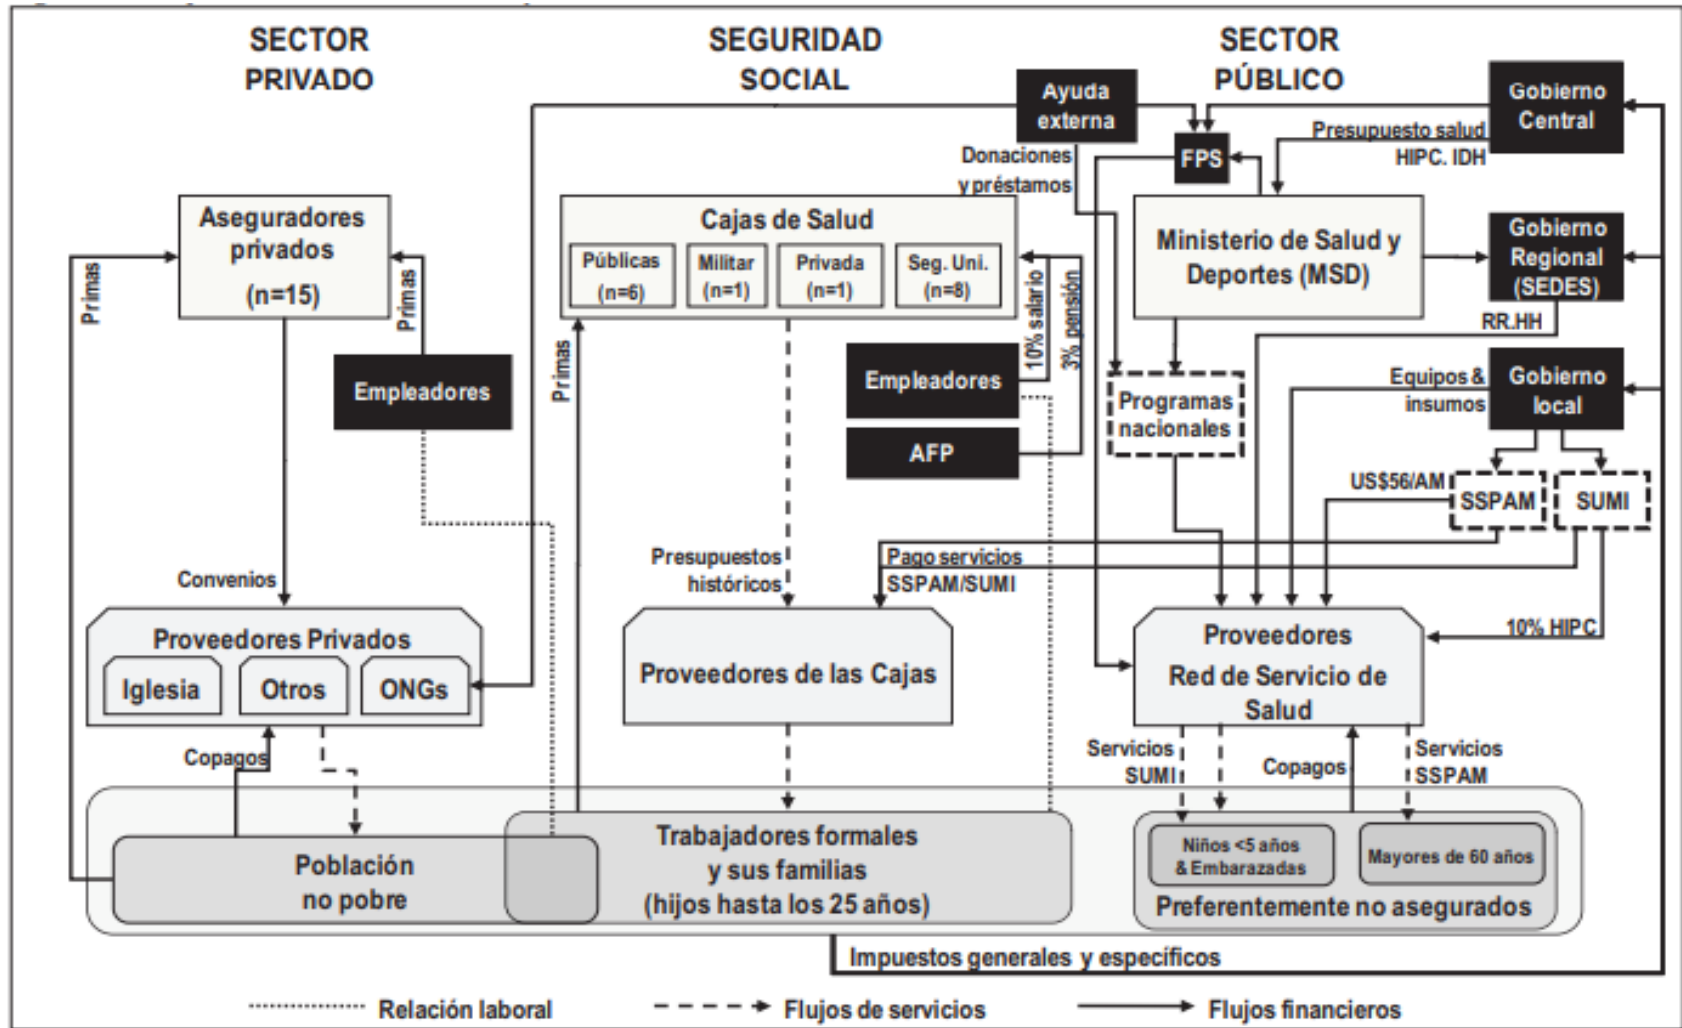 SECTOR
PRIVADO
SEGURIDAD
SOCIAL
SECTOR
PÚBLICO
Ayuda
externa
Gobierno
Central
Presupuesto salud
HIPC. IDH
FPS
Donaciones
y préstamos
Aseguradores
privados
(n=15)
Primas
Primas
Empleadores
Cajas de Salud
Públicas
(n=6)
Militar
(n=1)
Privada
(n=1)
Seg. Uni.
(n=8)
Primas
10% salario
3% pensión
Empleadores
AFP
Ministerio de Salud y
Deportes (MSD)
Gobierno
Regional
(SEDES)
RR.HH
Programas
nacionales
Equipos &
insumos
Gobierno
local
US$56/AM
SSPAM
SUMI
Convenios
Presupuestos
históricos
Pago servicios
SSPAM/SUMI
10% HIPC
Proveedores Privados
Iglesia
Otros
ONGs
Proveedores de las Cajas
Proveedores
Red de Servicio de
Salud
Copagos
Servicios
SUMI
Copagos
Servicios
SSPAM
Población
no pobre
Trabajadores formales
y sus familias
(hijos hasta los 25 años)
Niños <5 años
& Embarazadas
Mayores de 60 años
Preferentemente no asegurados
Impuestos generales y específicos
Relación laboral
Flujos de servicios
Flujos financieros